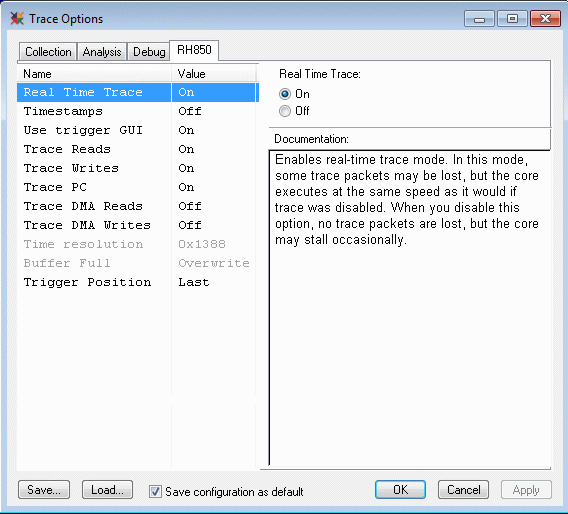 Trace Options
Collection Analysis Debug RH850
Name Value
Real Time Trace On
Timestamps Off
Use trigger GUI On
Trace Reads On
Trace Writes On
Trace PC On
Trace DMA Reads Off
Trace DMA Writes Off
Time resolution 0x1388
Buffer Full Overwrite
Trigger Position Last
Real Time Trace:
On
Off
Documentation:
Enables real-time trace mode. In this mode,
some trace packets may be lost, but the core
executes at the same speed as it would if
trace was disabled. When you disable this
option, no trace packets are lost, but the core
may stall occasionally.
Save... Load... Save configuration as default OK Cancel Apply